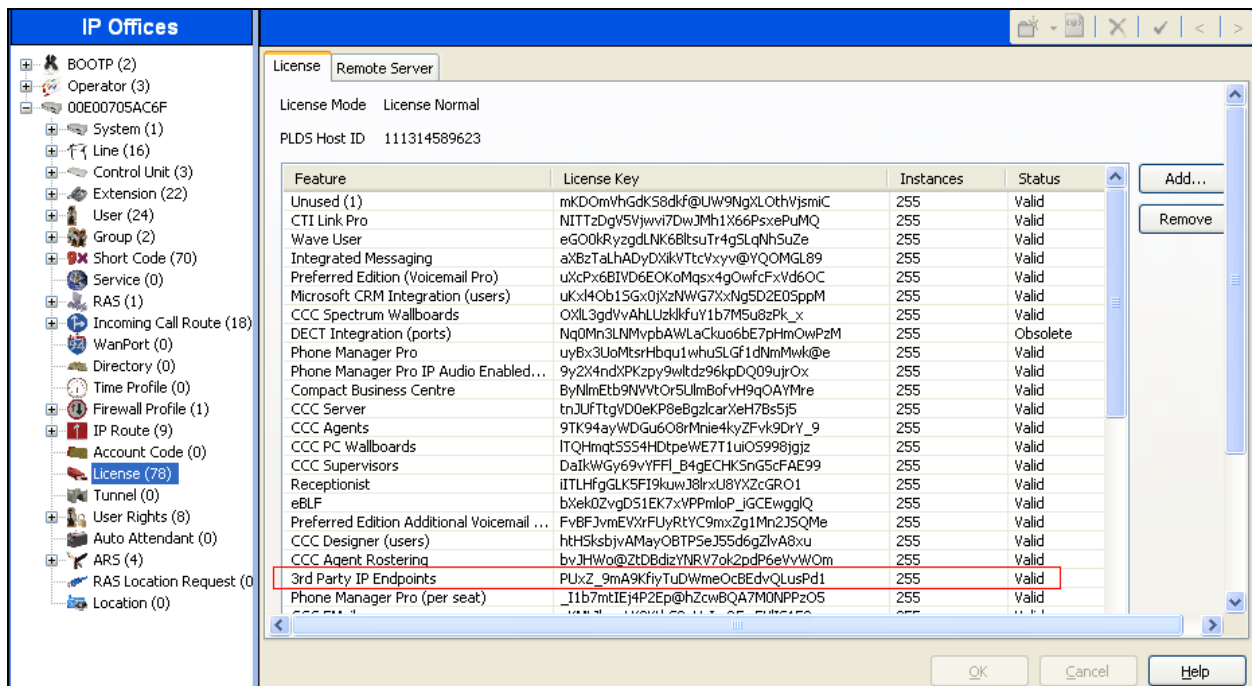 IP Offices
BOOTP (2)
Operator (3)
00E00705AC6F
System (1)
Line (16)
Control Unit (3)
Extension (22)
User (24)
Group (2)
Short Code (70)
Service (0)
RAS (1)
Incoming Call Route (18)
WanPort (0)
Directory (0)
Time Profile (0)
Firewall Profile (1)
IP Route (9)
Account Code (0)
License (78)
Tunnel (0)
User Rights (8)
Auto Attendant (0)
ARS (4)
RAS Location Request (0
Location (0)
License Remote Server
License Mode License Normal
PLDS Host ID 111314589623
Feature License Key Instances Status
Unused (1) mKDOmVhGdKS8dkf@UW9NgXLOthVjsmiC 255 Valid
CTI Link Pro NITTzDgV5Vjwvi7DwJMh1X66PsxePuMQ 255 Valid
Wave User eGO0kRyzgdLNK6BltsuTr4gSLqNhSuZe 255 Valid
Integrated Messaging aXBzTaLhADyDXikVTtcVxyv@YQOMGL89 255 Valid
Preferred Edition (Voicemail Pro) uXcPx6BIVD6EOKoMqsx4gOwfcFxVd6OC 255 Valid
Microsoft CRM Integration (users) uKxl4Ob1SGx0jXzNWG7XxNg5D2E0SppM 255 Valid
CCC Spectrum Wallboards OXlL3gdVvAhLUzklkfuY1b7M5u8zPk_x 255 Valid
DECT Integration (ports) Nq0Mn3LNMvpbAWLaCkuo6bE7pHmOwPzM 255 Obsolete
Phone Manager Pro uyBx3UoMtsrHbqu1whuSLGf1dNmMwk@e 255 Valid
Phone Manager Pro IP Audio Enabled... 9y2X4ndXPKzpy9wltdz96kpDQ09ujrOx 255 Valid
Compact Business Centre ByNlmEtb9NVVtOr5UlmBofvH9qOAYMre 255 Valid
CCC Server tnJUfTtgVD0eKP8eBgzlcarXeH7Bs5j5 255 Valid
CCC Agents 9TK94ayWDGu6O8rMnie4kyZFvk9DrY_9 255 Valid
CCC PC Wallboards lTQHmqtSSS4HDtpeWE7T1uiO5998jgjz 255 Valid
CCC Supervisors DaIkWGy69vYFFl_B4gECHKSnG5cFAE99 255 Valid
Receptionist iITLHfgGLK5FI9kuwJ8lrxU8YXZcGRO1 255 Valid
eBLF bXek0ZvgDS1EK7xVPPmloP_iGCEwgglQ 255 Valid
Preferred Edition Additional Voicemail ... FvBFJvmEVXrFUyRtYC9mxZg1Mn2JSQMe 255 Valid
CCC Designer (users) htHSksbjvAMayOBTPSeJ55d6gZlvA8xu 255 Valid
CCC Agent Rostering bvJHWo@ZtDBdizYNRV7ok2pdP6eVvWOm 255 Valid
3rd Party IP Endpoints PUxZ_9mA9KfiyTuDWmeOcBEdvQLusPd1 255 Valid
Phone Manager Pro (per seat) _I1b7mtIEj4P2Ep@hZcwBQA7M0NPPzO5 255 Valid
Add...
Remove
OK Cancel Help